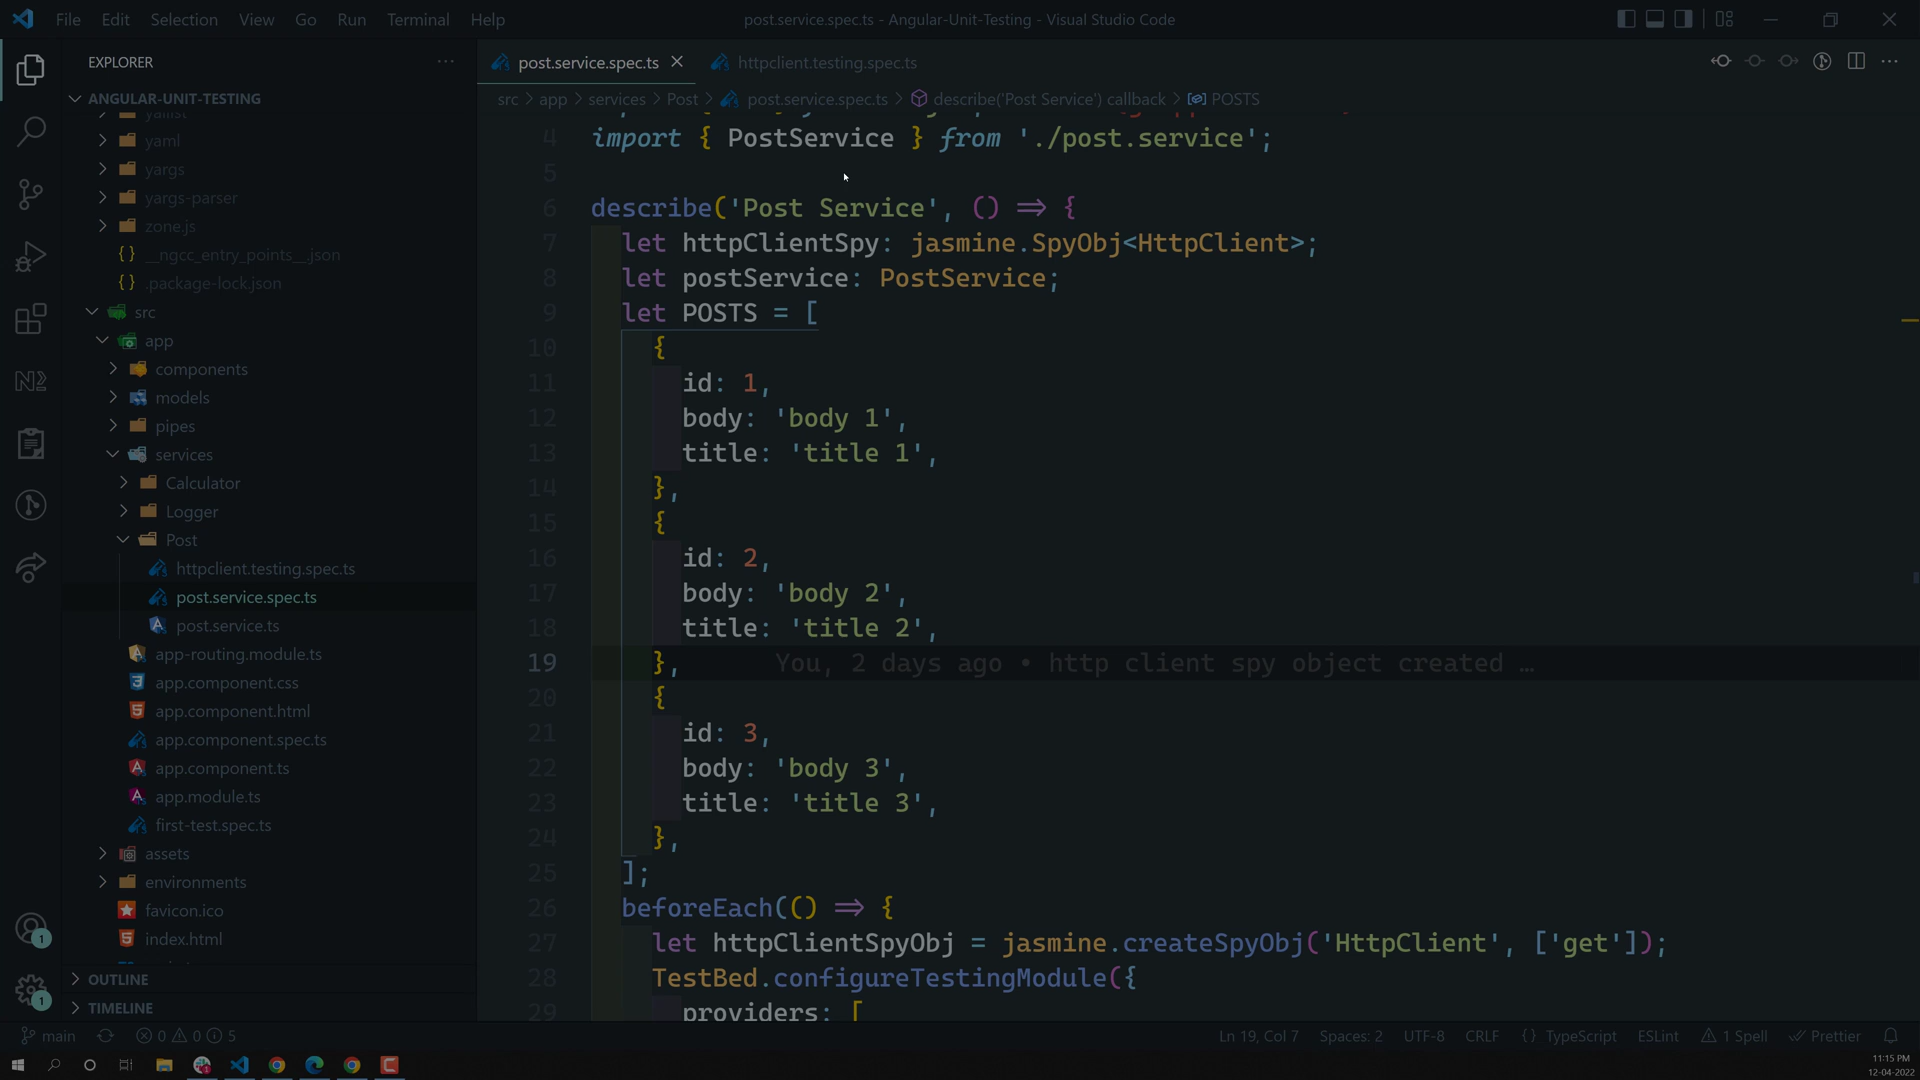 File Edit Selection View Go Run Terminal Help
post.service.spec.ts - Angular-Unit-Testing - Visual Studio Code
EXPLORER
ANGULAR-UNIT-TESTING
yallist
yaml
yargs
yargs-parser
zone.js
{} __ngcc_entry_points__.json
{} .package-lock.json
src
app
components
models
pipes
services
Calculator
Logger
Post
httpclient.testing.spec.ts
post.service.spec.ts
post.service.ts
app-routing.module.ts
app.component.css
app.component.html
app.component.spec.ts
app.component.ts
app.module.ts
first-test.spec.ts
assets
environments
favicon.ico
index.html
OUTLINE
TIMELINE
post.service.spec.ts
httpclient.testing.spec.ts
src > app > services > Post > post.service.spec.ts > describe('Post Service') callback > POSTS
4 import { PostService } from './post.service';
5
6 describe('Post Service', () => {
7 let httpClientSpy: jasmine.SpyObj<HttpClient>;
8 let postService: PostService;
9 let POSTS = [
10 {
11 id: 1,
12 body: 'body 1',
13 title: 'title 1',
14 },
15 {
16 id: 2,
17 body: 'body 2',
18 title: 'title 2',
19 }, You, 2 days ago • http client spy object created …
20 {
21 id: 3,
22 body: 'body 3',
23 title: 'title 3',
24 },
25 ];
26 beforeEach(() => {
27 let httpClientSpyObj = jasmine.createSpyObj('HttpClient', ['get']);
28 TestBed.configureTestingModule({
29 providers: [
1
1
main 0 0 5
Ln 19, Col 7 Spaces: 2 UTF-8 CRLF {} TypeScript ESLint 1 Spell Prettier
11:15 PM
12-04-2022